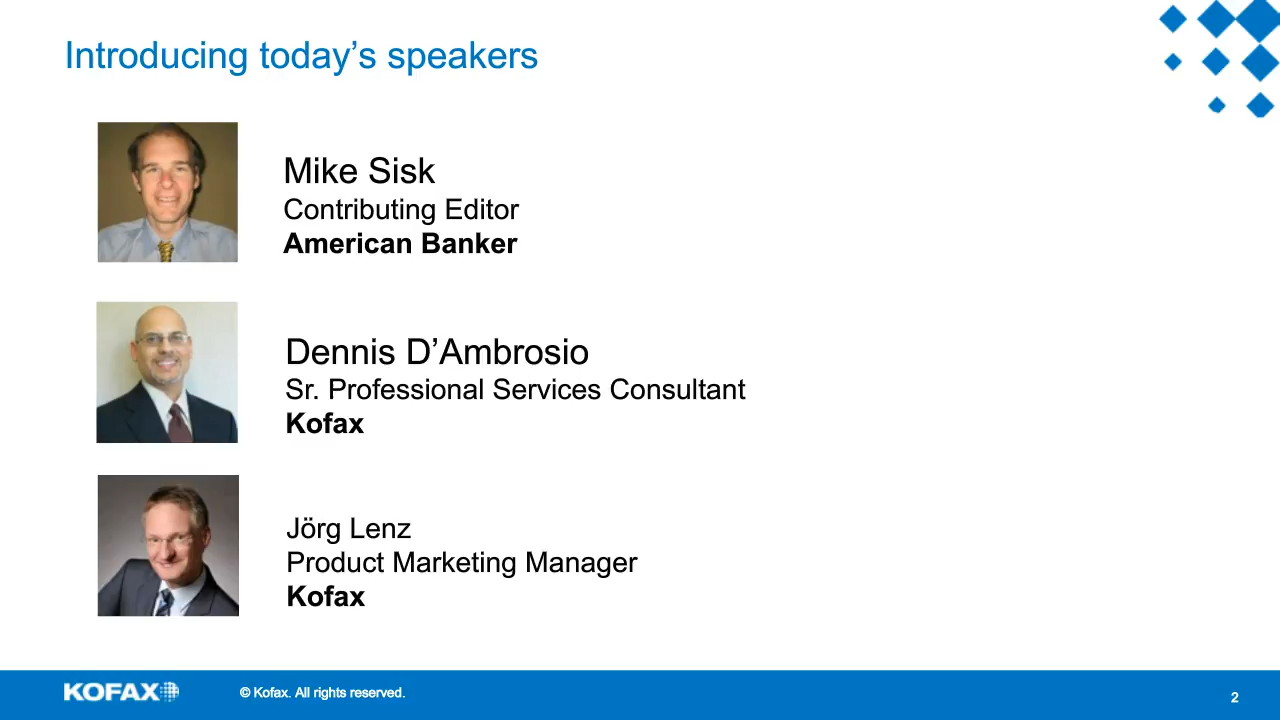 Introducing today's speakers
Mike Sisk
Contributing Editor
American Banker
Dennis D’Ambrosio
Sr. Professional Services Consultant
Kofax
Jörg Lenz
Product Marketing Manager
Kofax
KOFAX
© Kofax. All rights reserved.
2